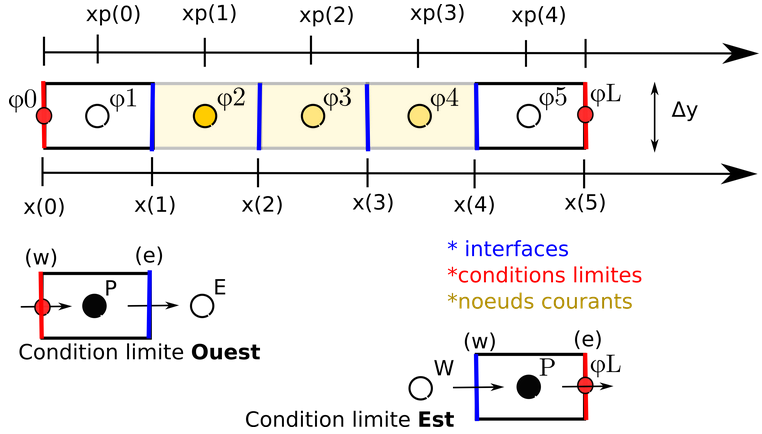 xp(0) xp(1) xp(2) xp(3) xp(4)
φ0 φ1 φ2 φ3 φ4 φ5 φL
Δy
x(0) x(1) x(2) x(3) x(4) x(5)
(w) (e)
P E
Condition limite Ouest
* interfaces
*conditions limites
*noeuds courants
(w) (e)
W P φL
Condition limite Est